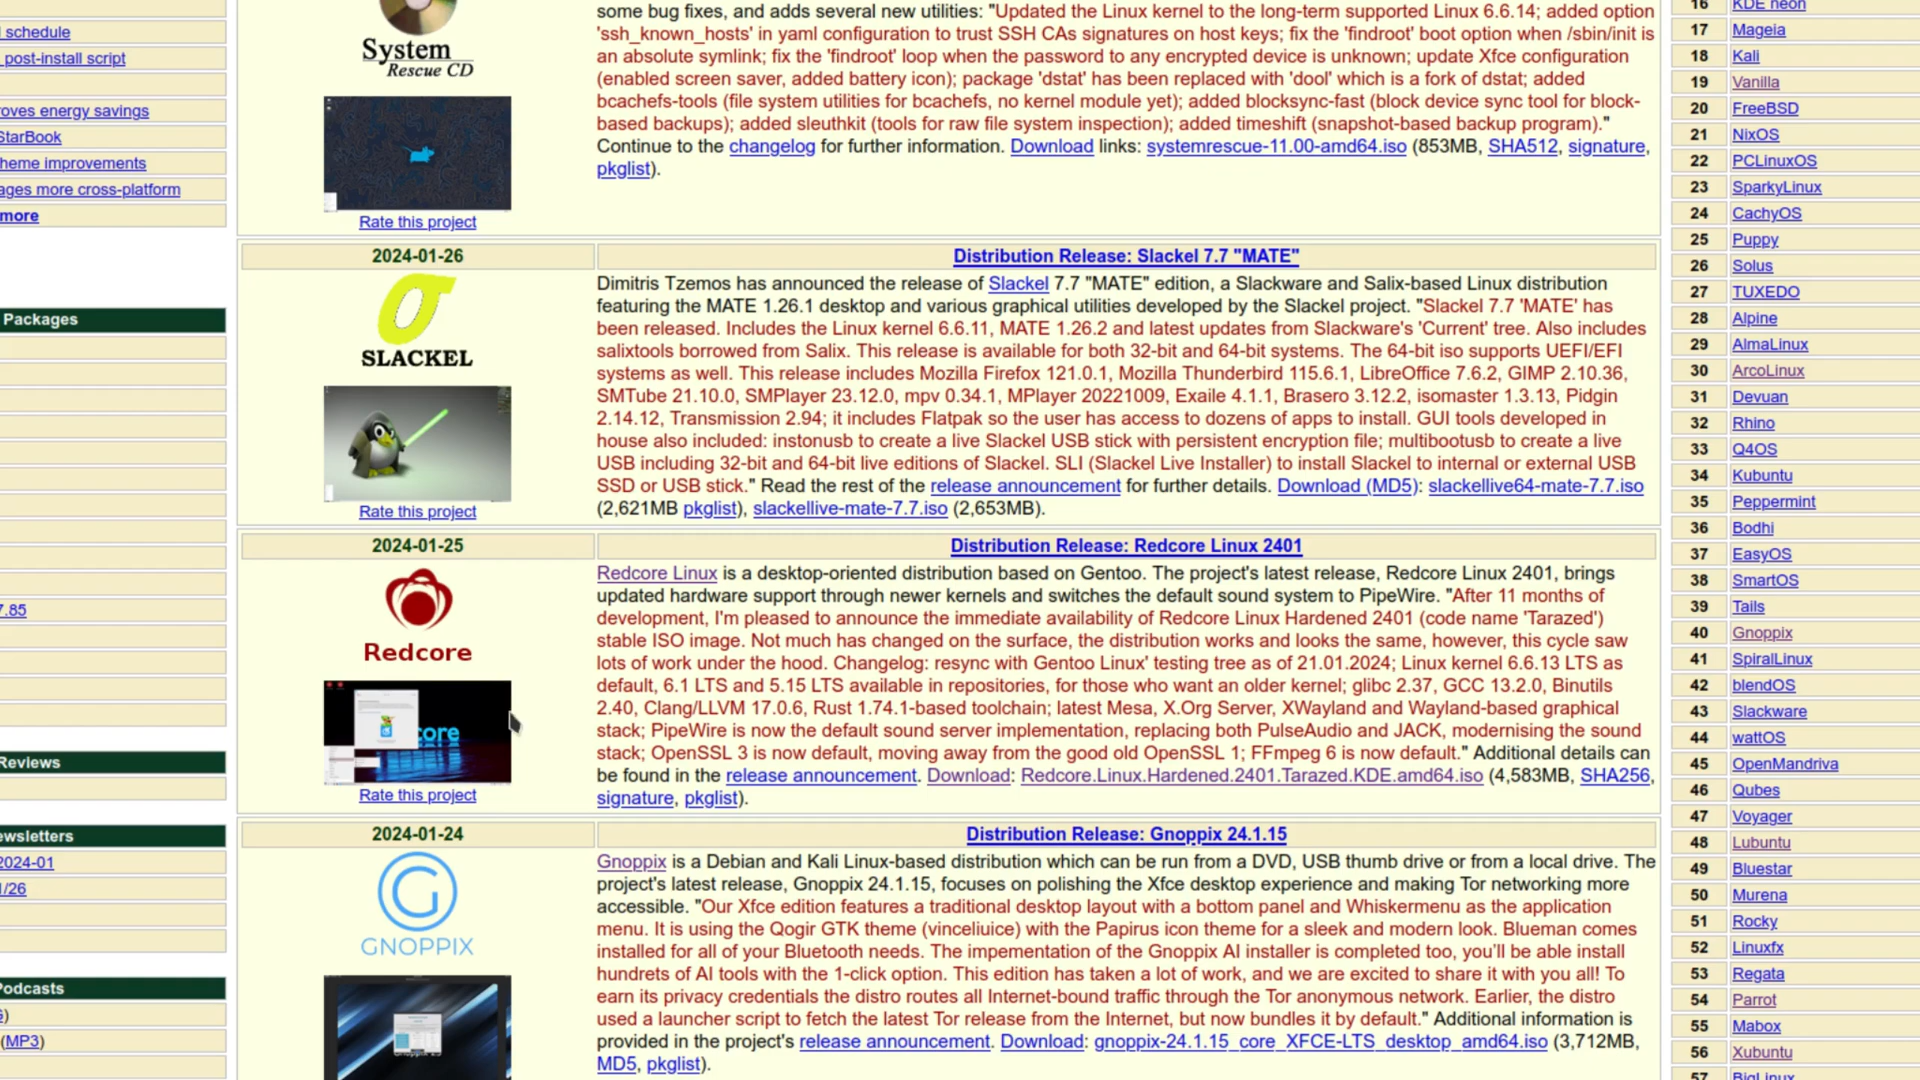 schedule
post-install script
roves energy savings
StarBook
heme improvements
ages more cross-platform
more
Packages
7.85
Reviews
ewsletters
2024-01
1/26
Podcasts
(MP3)
System
Rescue CD
Rate this project
some bug fixes, and adds several new utilities: "Updated the Linux kernel to the long-term supported Linux 6.6.14; added option
'ssh_known_hosts' in yaml configuration to trust SSH CAs signatures on host keys; fix the 'findroot' boot option when /sbin/init is
an absolute symlink; fix the 'findroot' loop when the password to any encrypted device is unknown; update Xfce configuration
(enabled screen saver, added battery icon); package 'dstat' has been replaced with 'dool' which is a fork of dstat; added
bcachefs-tools (file system utilities for bcachefs, no kernel module yet); added blocksync-fast (block device sync tool for block-
based backups); added sleuthkit (tools for raw file system inspection); added timeshift (snapshot-based backup program)."
Continue to the changelog for further information. Download links: systemrescue-11.00-amd64.iso (853MB, SHA512, signature,
pkglist).
2024-01-26
Distribution Release: Slackel 7.7 "MATE"
SLACKEL
Rate this project
Dimitris Tzemos has announced the release of Slackel 7.7 "MATE" edition, a Slackware and Salix-based Linux distribution
featuring the MATE 1.26.1 desktop and various graphical utilities developed by the Slackel project. "Slackel 7.7 'MATE' has
been released. Includes the Linux kernel 6.6.11, MATE 1.26.2 and latest updates from Slackware's 'Current' tree. Also includes
salixtools borrowed from Salix. This release is available for both 32-bit and 64-bit systems. The 64-bit iso supports UEFI/EFI
systems as well. This release includes Mozilla Firefox 121.0.1, Mozilla Thunderbird 115.6.1, LibreOffice 7.6.2, GIMP 2.10.36,
SMTube 21.10.0, SMPlayer 23.12.0, mpv 0.34.1, MPlayer 20221009, Exaile 4.1.1, Brasero 3.12.2, isomaster 1.3.13, Pidgin
2.14.12, Transmission 2.94; it includes Flatpak so the user has access to dozens of apps to install. GUI tools developed in
house also included: instonusb to create a live Slackel USB stick with persistent encryption file; multibootusb to create a live
USB including 32-bit and 64-bit live editions of Slackel. SLI (Slackel Live Installer) to install Slackel to internal or external USB
SSD or USB stick." Read the rest of the release announcement for further details. Download (MD5): slackellive64-mate-7.7.iso
(2,621MB pkglist), slackellive-mate-7.7.iso (2,653MB).
2024-01-25
Distribution Release: Redcore Linux 2401
Redcore
core
Rate this project
Redcore Linux is a desktop-oriented distribution based on Gentoo. The project's latest release, Redcore Linux 2401, brings
updated hardware support through newer kernels and switches the default sound system to PipeWire. "After 11 months of
development, I'm pleased to announce the immediate availability of Redcore Linux Hardened 2401 (code name 'Tarazed')
stable ISO image. Not much has changed on the surface, the distribution works and looks the same, however, this cycle saw
lots of work under the hood. Changelog: resync with Gentoo Linux' testing tree as of 21.01.2024; Linux kernel 6.6.13 LTS as
default, 6.1 LTS and 5.15 LTS available in repositories, for those who want an older kernel; glibc 2.37, GCC 13.2.0, Binutils
2.40, Clang/LLVM 17.0.6, Rust 1.74.1-based toolchain; latest Mesa, X.Org Server, XWayland and Wayland-based graphical
stack; PipeWire is now the default sound server implementation, replacing both PulseAudio and JACK, modernising the sound
stack; OpenSSL 3 is now default, moving away from the good old OpenSSL 1; FFmpeg 6 is now default." Additional details can
be found in the release announcement. Download: Redcore.Linux.Hardened.2401.Tarazed.KDE.amd64.iso (4,583MB, SHA256,
signature, pkglist).
2024-01-24
Distribution Release: Gnoppix 24.1.15
GNOPPIX
Gnoppix is a Debian and Kali Linux-based distribution which can be run from a DVD, USB thumb drive or from a local drive. The
project's latest release, Gnoppix 24.1.15, focuses on polishing the Xfce desktop experience and making Tor networking more
accessible. "Our Xfce edition features a traditional desktop layout with a bottom panel and Whiskermenu as the application
menu. It is using the Qogir GTK theme (vinceliuice) with the Papirus icon theme for a sleek and modern look. Blueman comes
installed for all of your Bluetooth needs. The impementation of the Gnoppix AI installer is completed too, you'll be able install
hundreds of AI tools with the 1-click option. This edition has taken a lot of work, and we are excited to share it with you all! To
earn its privacy credentials the distro routes all Internet-bound traffic through the Tor anonymous network. Earlier, the distro
used a launcher script to fetch the latest Tor release from the Internet, but now bundles it by default." Additional information is
provided in the project's release announcement. Download: gnoppix-24.1.15_core_XFCE-LTS_desktop_amd64.iso (3,712MB,
MD5, pkglist).
16 KDE neon
17 Mageia
18 Kali
19 Vanilla
20 FreeBSD
21 NixOS
22 PCLinuxOS
23 SparkyLinux
24 CachyOS
25 Puppy
26 Solus
27 TUXEDO
28 Alpine
29 AlmaLinux
30 ArcoLinux
31 Devuan
32 Rhino
33 Q4OS
34 Kubuntu
35 Peppermint
36 Bodhi
37 EasyOS
38 SmartOS
39 Tails
40 Gnoppix
41 SpiralLinux
42 blendOS
43 Slackware
44 wattOS
45 OpenMandriva
46 Qubes
47 Voyager
48 Lubuntu
49 Bluestar
50 Murena
51 Rocky
52 Linuxfx
53 Regata
54 Parrot
55 Mabox
56 Xubuntu
57 BigLinux